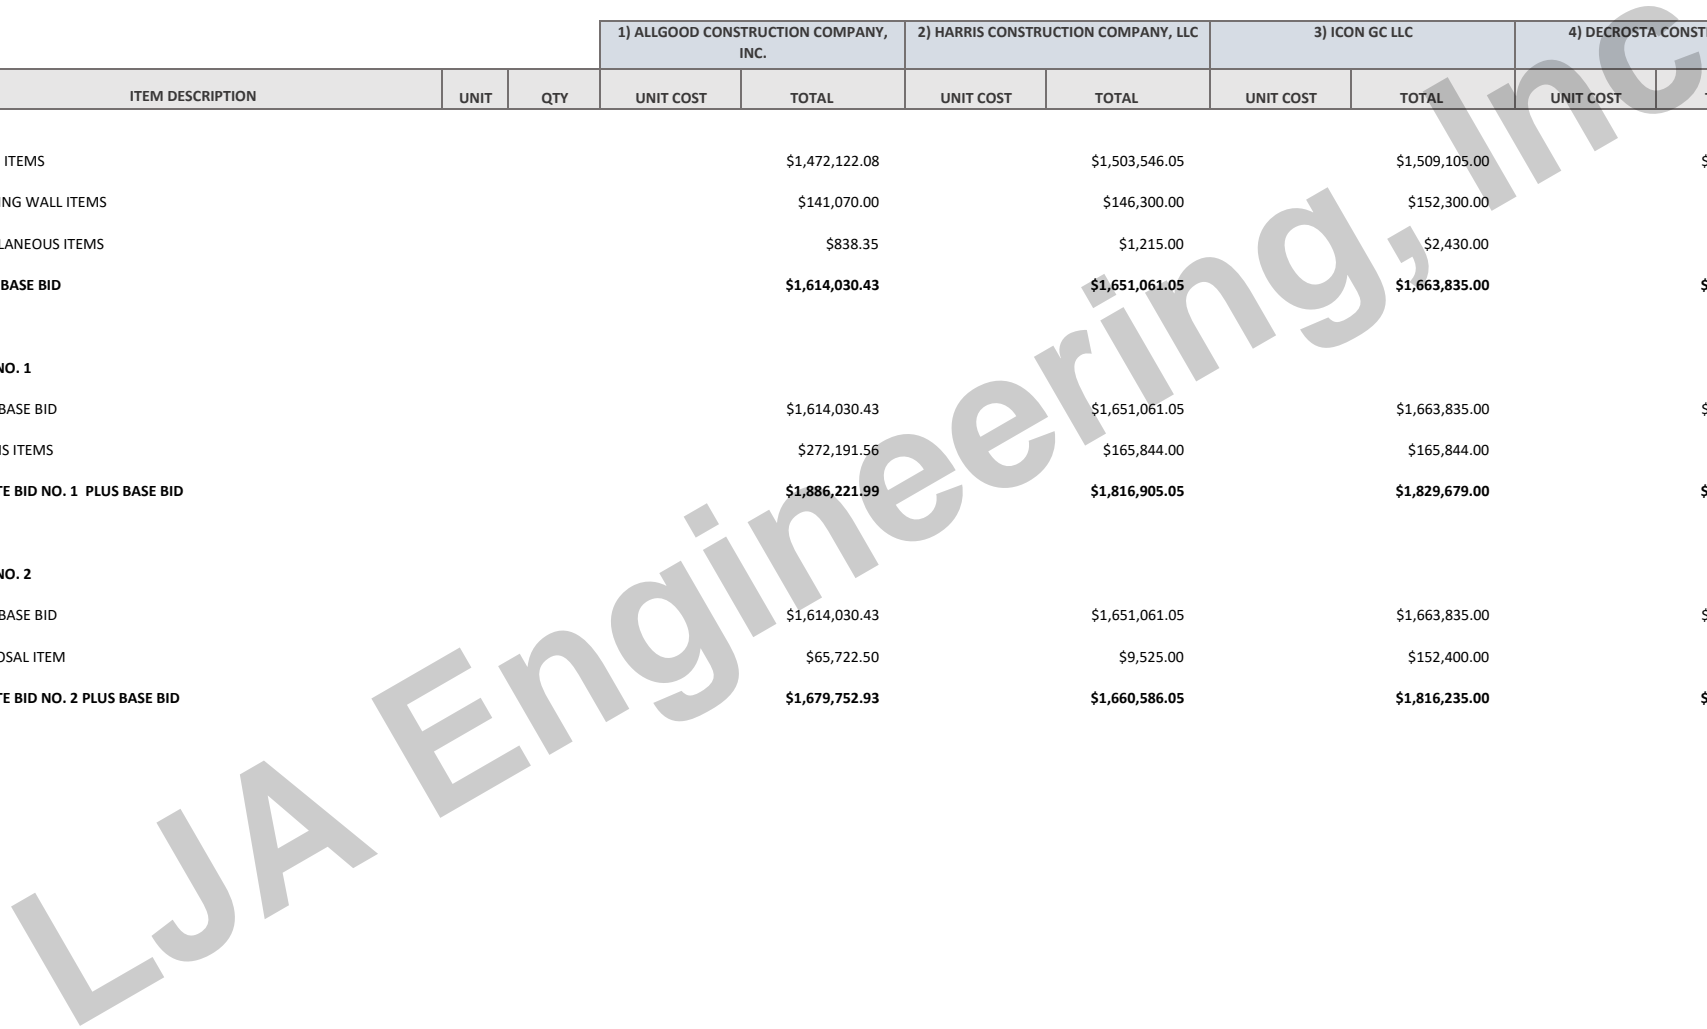 1) ALLGOOD CONSTRUCTION COMPANY, INC. 2) HARRIS CONSTRUCTION COMPANY, LLC 3) ICON GC LLC 4) DECROSTA
ITEM DESCRIPTION UNIT QTY UNIT COST TOTAL UNIT COST TOTAL UNIT COST TOTAL UNIT COST
ITEMS $1,472,122.08 $1,503,546.05 $1,509,105.00 $
WALL ITEMS $141,070.00 $146,300.00 $152,300.00
ITEMS $838.35 $1,215.00 $2,430.00
BASE BID $1,614,030.43 $1,651,061.05 $1,663,835.00 $
NO. 1
BASE BID $1,614,030.43 $1,651,061.05 $1,663,835.00 $
ITEMS $272,191.56 $165,844.00 $165,844.00
BID NO. 1 PLUS BASE BID $1,886,221.99 $1,816,905.05 $1,829,679.00 $
NO. 2
BASE BID $1,614,030.43 $1,651,061.05 $1,663,835.00 $
ITEM $65,722.50 $9,525.00 $152,400.00
BID NO. 2 PLUS BASE BID $1,679,752.93 $1,660,586.05 $1,816,235.00 $
LJA Engineering, Inc